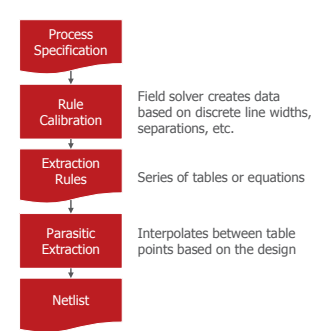 Process
Specification
Rule
Calibration
Field solver creates data
based on discrete line widths,
separations, etc.
Extraction
Rules
Series of tables or equations
Parasitic
Extraction
Interpolates between table
points based on the design
Netlist